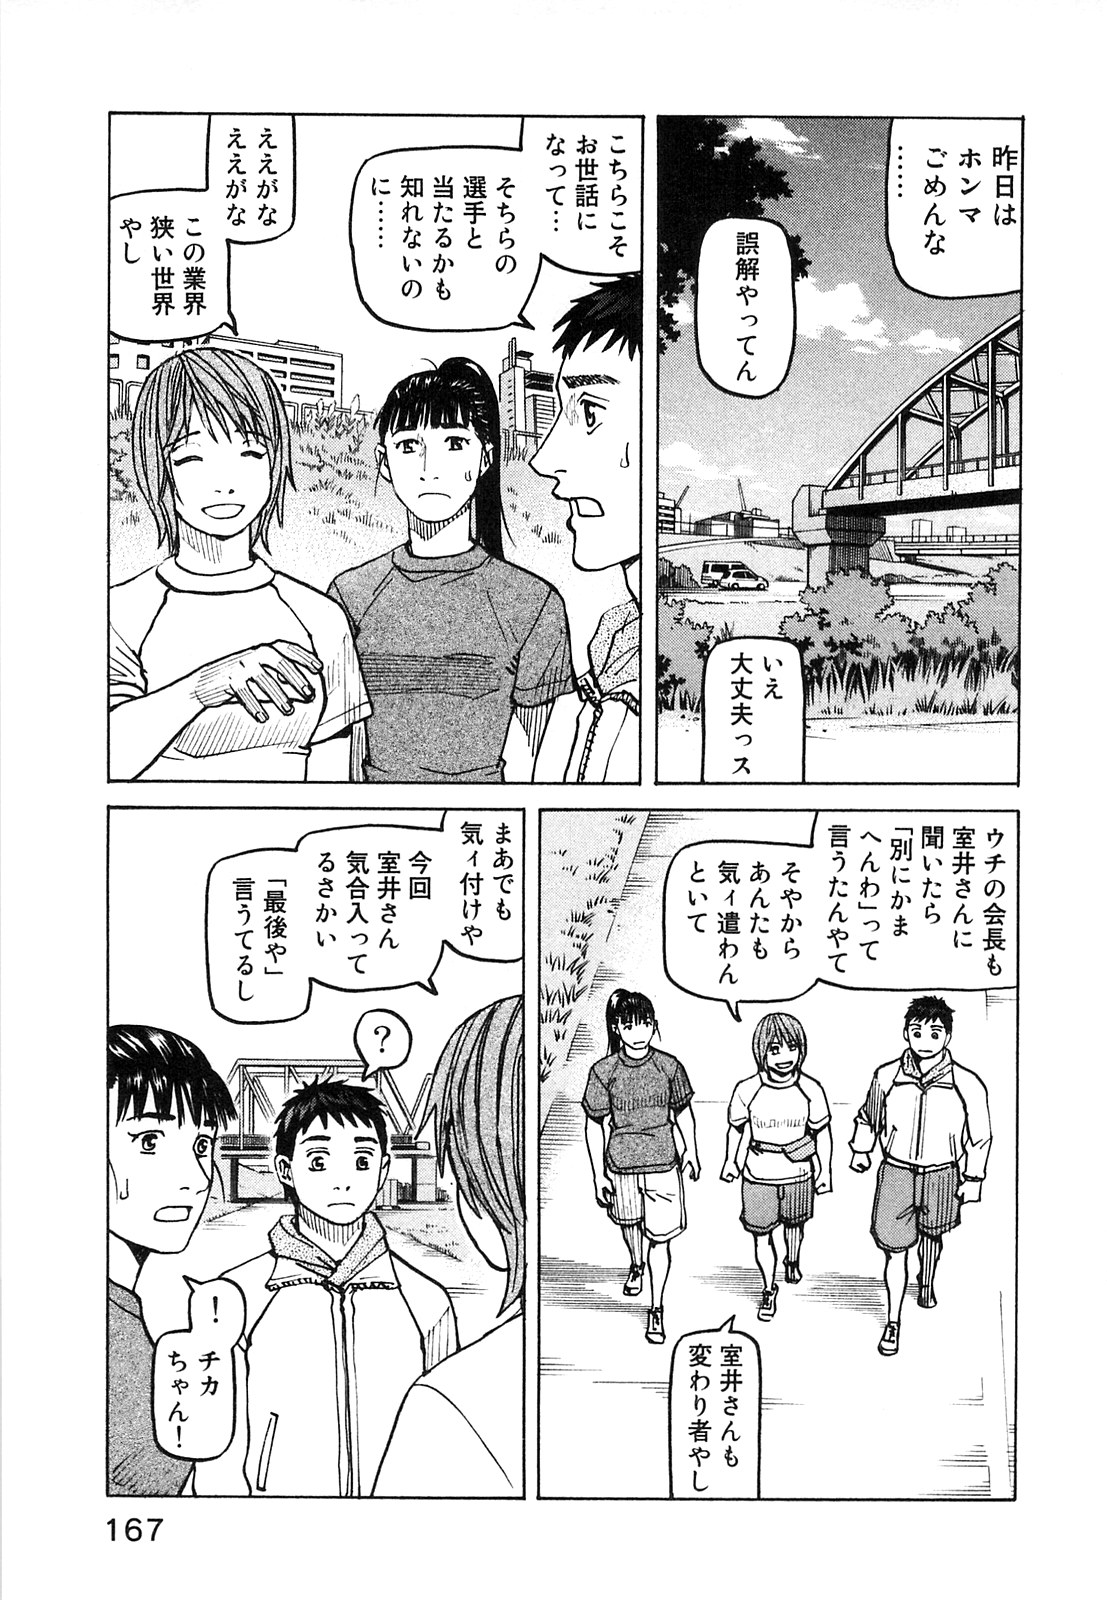 昨日は
ホンマ
ごめんな
……
誤解やってん
いえ
大丈夫っス
こちらこそ
お世話に
なって…
そちらの
選手と
当たるかも
知れないの
に……
ええがな
ええがな
この業界
狭い世界
やし
ウチの会長も
室井さんに
聞いたら
「別にかま
へんわ」って
言うたんやて
そやから
あんたも
気ィ遣わん
といて
室井さんも
変わり者やし
まあでも
気ィ付けや
今回
室井さん
気合入って
るさかい
「最後や」
言うてるし
?
!
チカ
ちゃん!
167